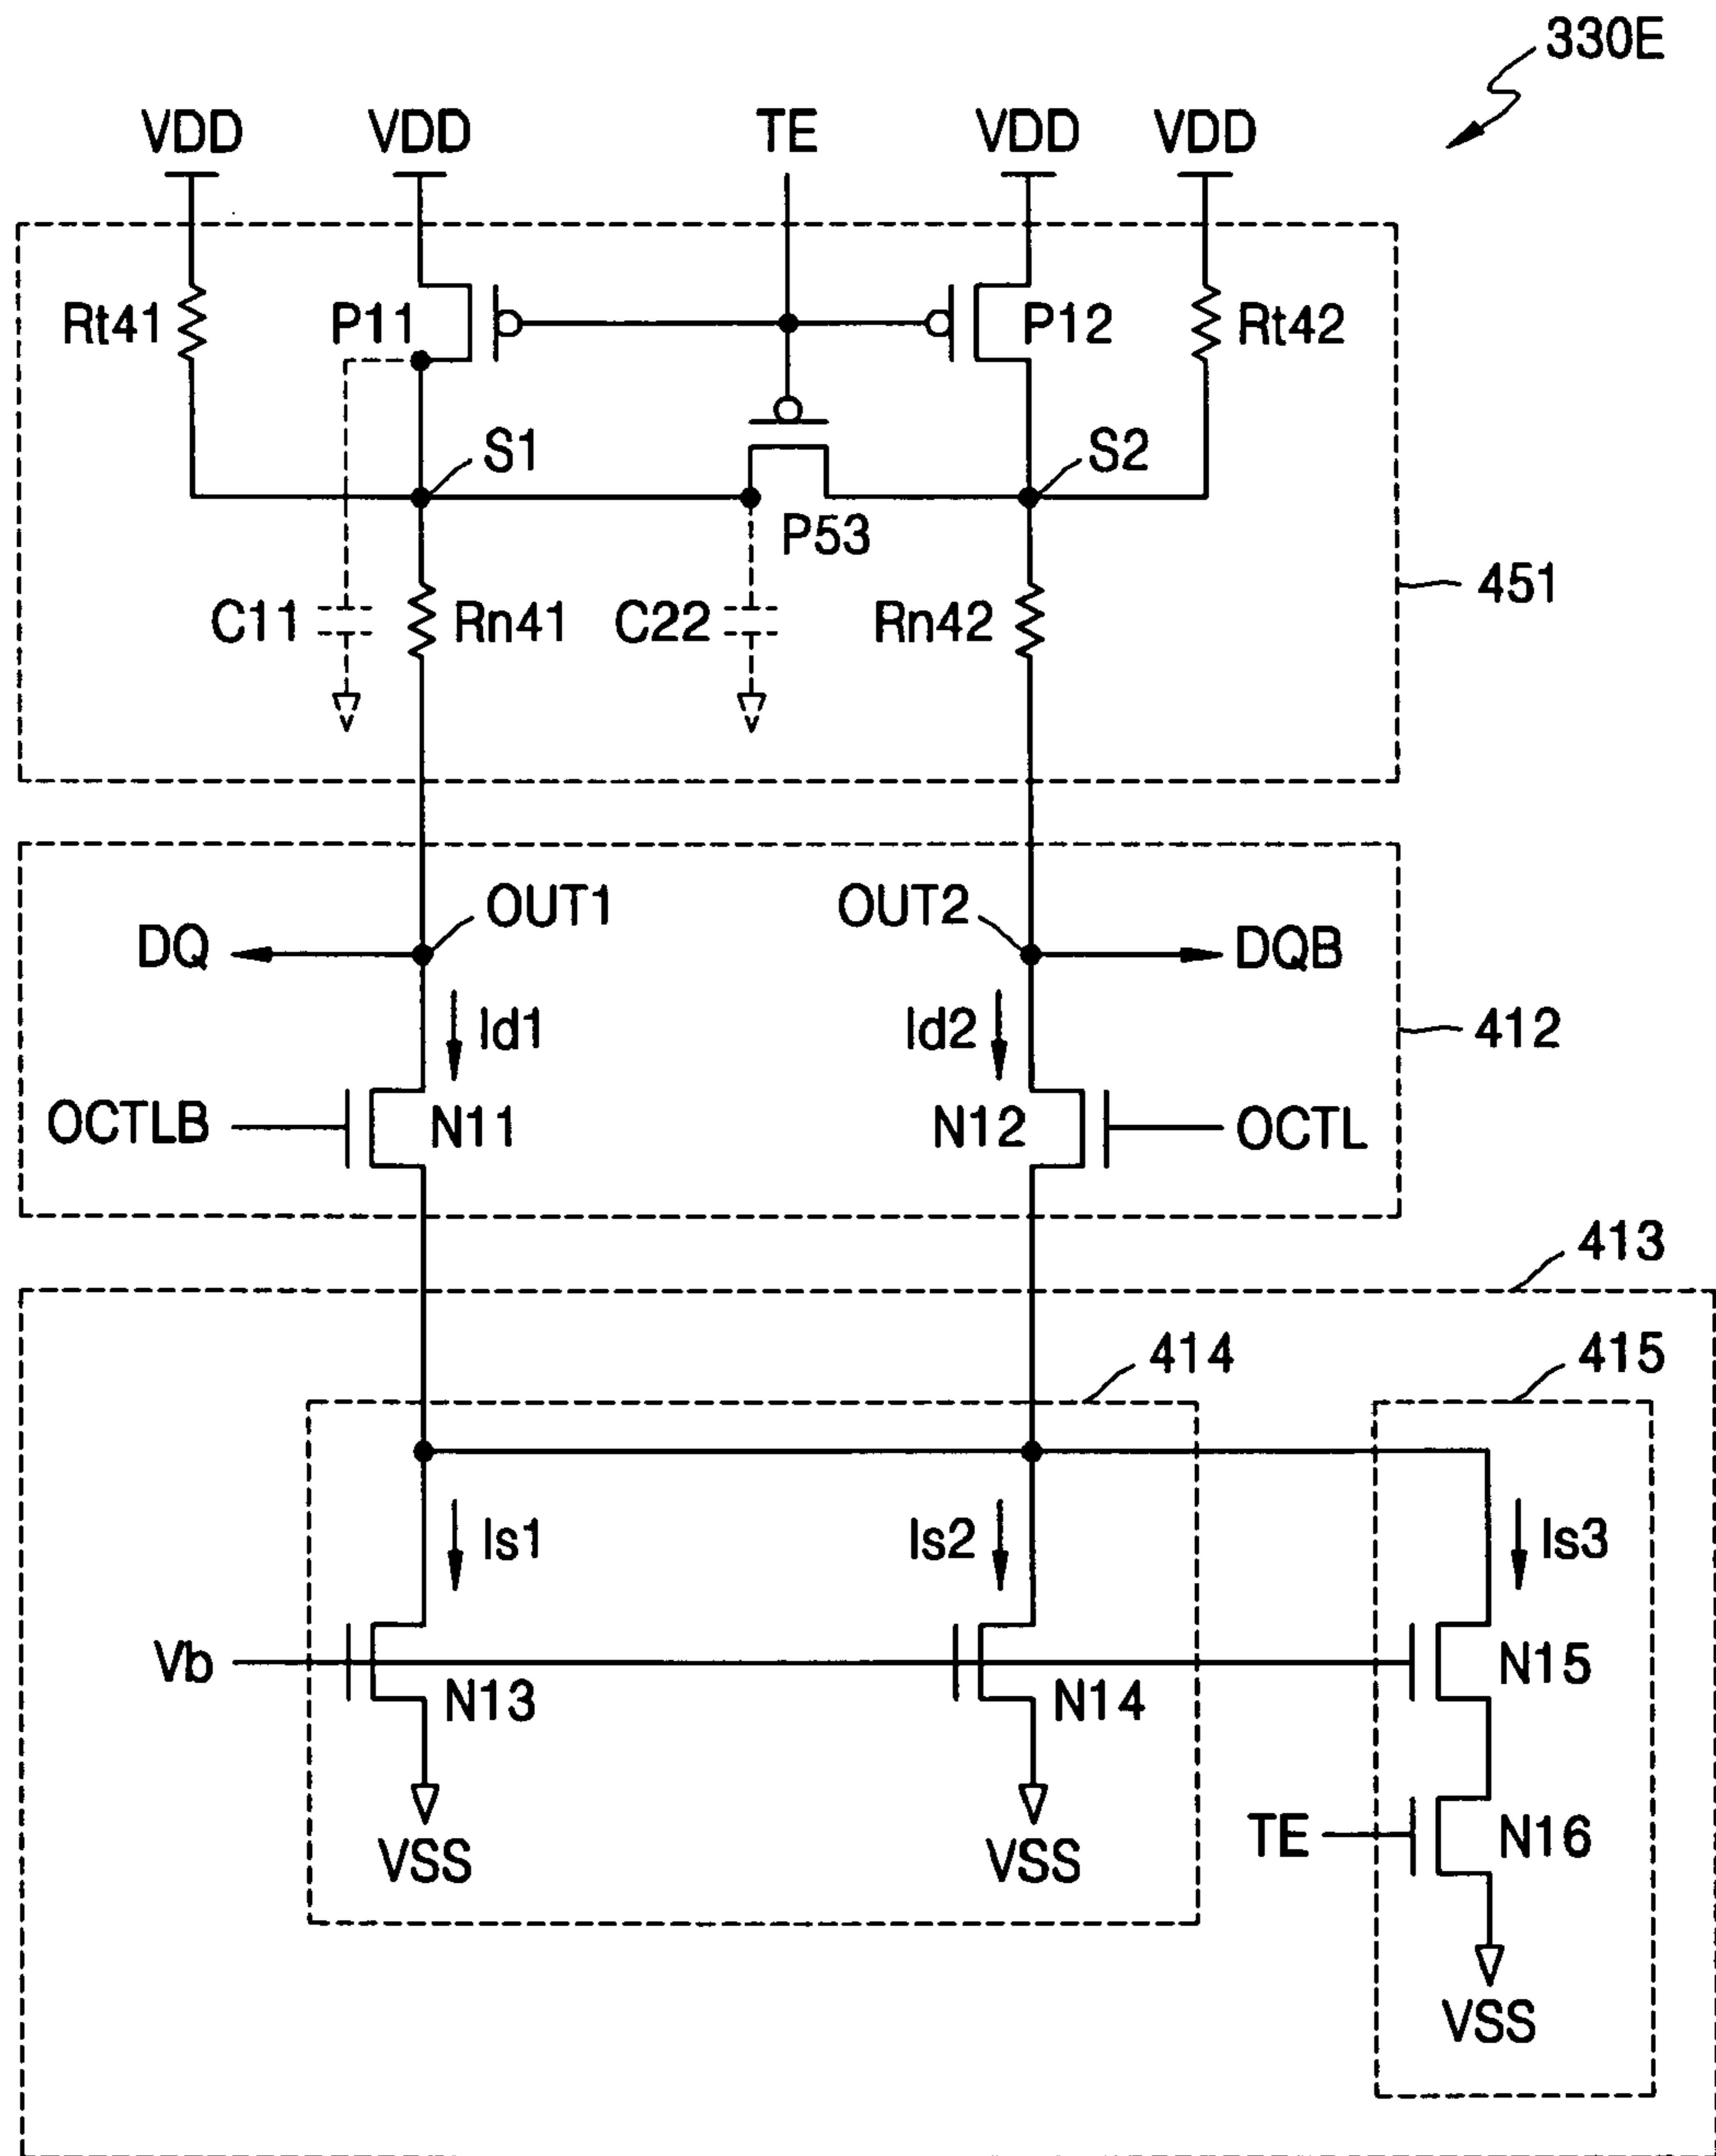 330E
VDD VDD TE VDD VDD
Rt41 P11 P12 Rt42
S1 S2
P53
451
C11 Rn41 C22 Rn42
OUT1 OUT2
DQ DQB
Id1 Id2
412
OCTLB N11 N12 OCTL
413
414 415
Is1 Is2 Is3
Vb N13 N14 N15
TE N16
VSS VSS
VSS